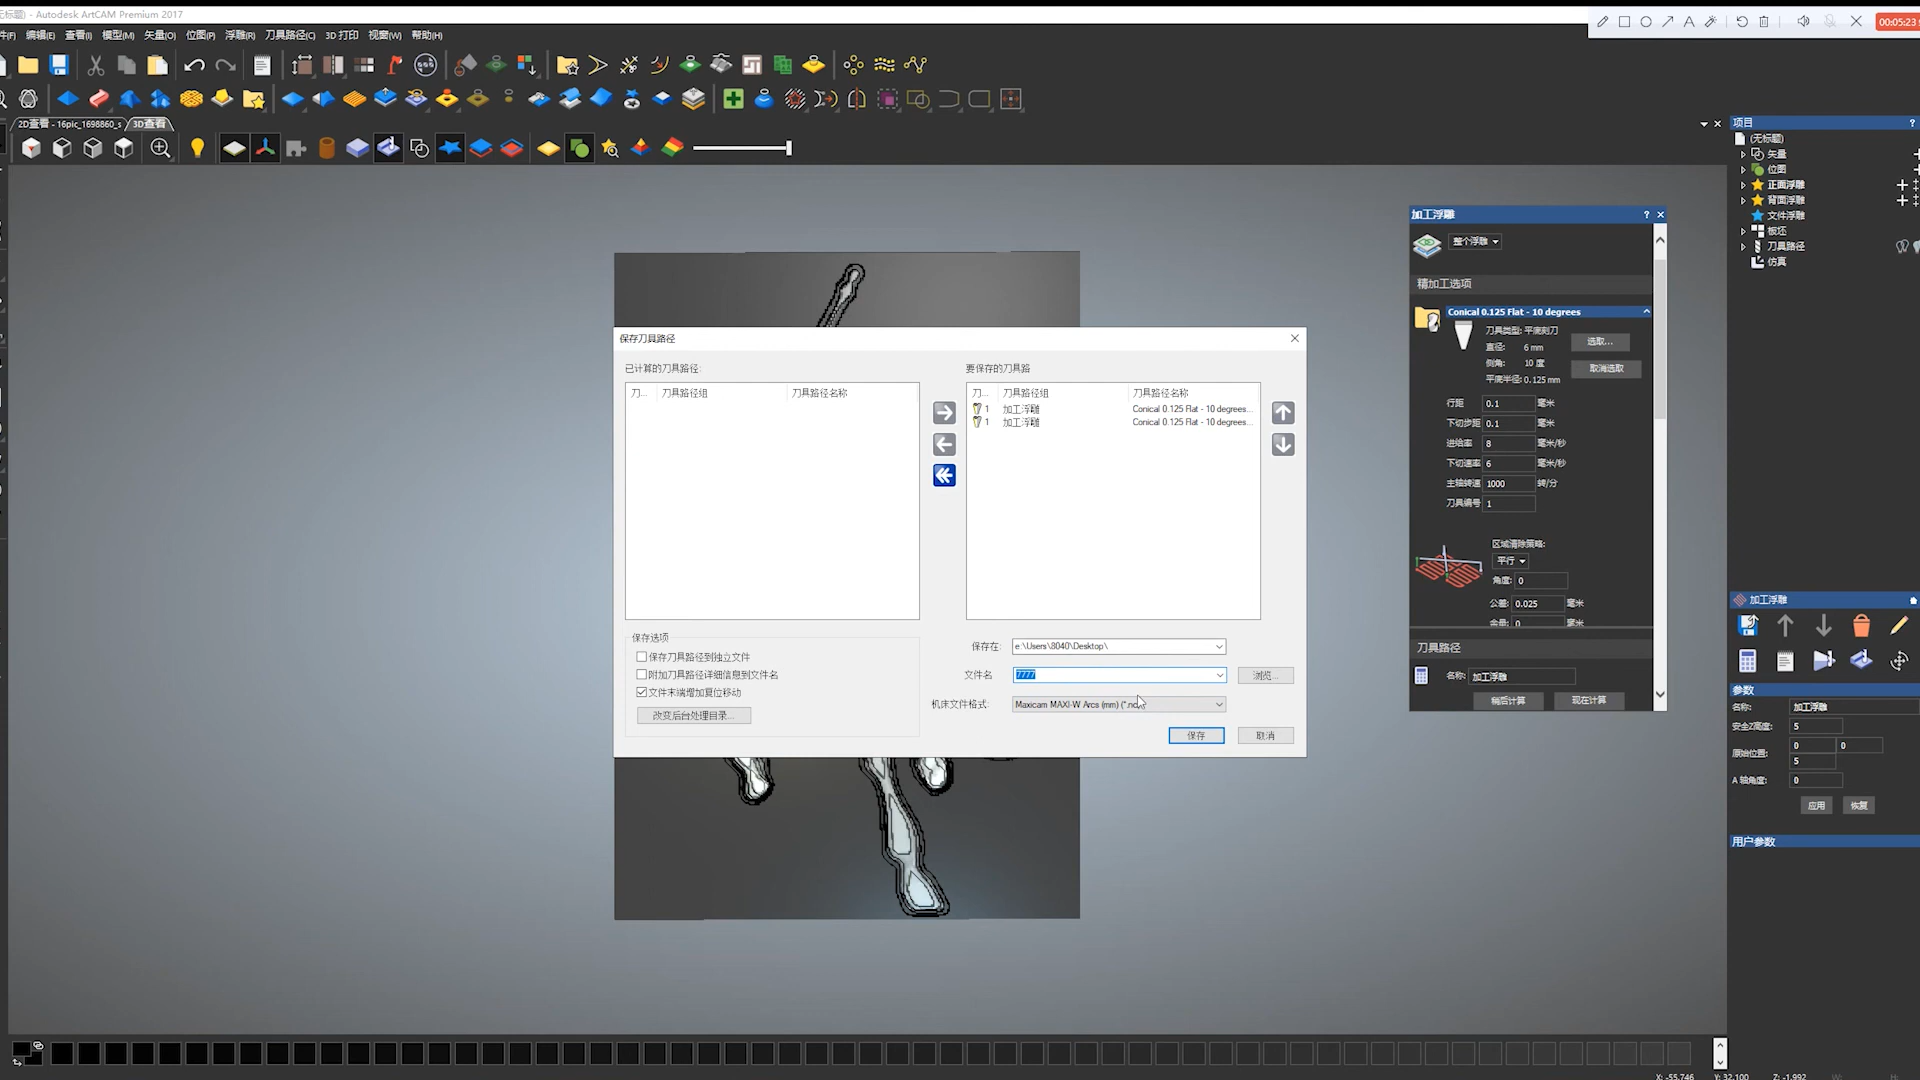 无标题) - Autodesk ArtCAM Premium 2017
00:05:23
件(F) 编辑(E) 查看(I) 模型(M) 矢量(O) 位图(P) 浮雕(R) 刀具路径(C) 3D 打印 视窗(W) 帮助(H)
2D查看 - 16pic_1698860_s 3D查看
项目 ?
(无标题)
矢量
位图
正面浮雕
背面浮雕
文件浮雕
板坯
刀具路径
仿真
加工浮雕 ?
整个浮雕
精加工选项
Conical 0.125 Flat - 10 degrees
刀具类型: 平底刻刀
直径: 6 mm
倒角: 10 度
平底半径: 0.125 mm
选取...
取消选取
行距 0.1 毫米
下切步距 0.1 毫米
进给率 8 毫米/秒
下切速率 6 毫米/秒
主轴转速 1000 转/分
刀具编号 1
区域清除策略:
平行
角度: 0
公差: 0.025 毫米
余量: 0 毫米
刀具路径
名称: 加工浮雕
稍后计算 现在计算
保存刀具路径
已计算的刀具路径:
刀... 刀具路径组 刀具路径名称
要保存的刀具路
刀... 刀具路径组 刀具路径名称
1 加工浮雕 Conical 0.125 Flat - 10 degrees...
1 加工浮雕 Conical 0.125 Flat - 10 degrees...
保存选项
保存刀具路径到独立文件
附加刀具路径详细信息到文件名
文件末端增加复位移动
改变后台处理目录...
保存在: e:\Users\8040\Desktop\
文件名 7777 浏览...
机床文件格式: Maxicam MAXI-W Arcs (mm) (*.nc)
保存 取消
加工浮雕
参数
名称: 加工浮雕
安全Z高度: 5
原始位置: 0 0
5
A 轴角度: 0
应用 恢复
用户参数
X: -55.746 Y: 32.100 Z: -1.992